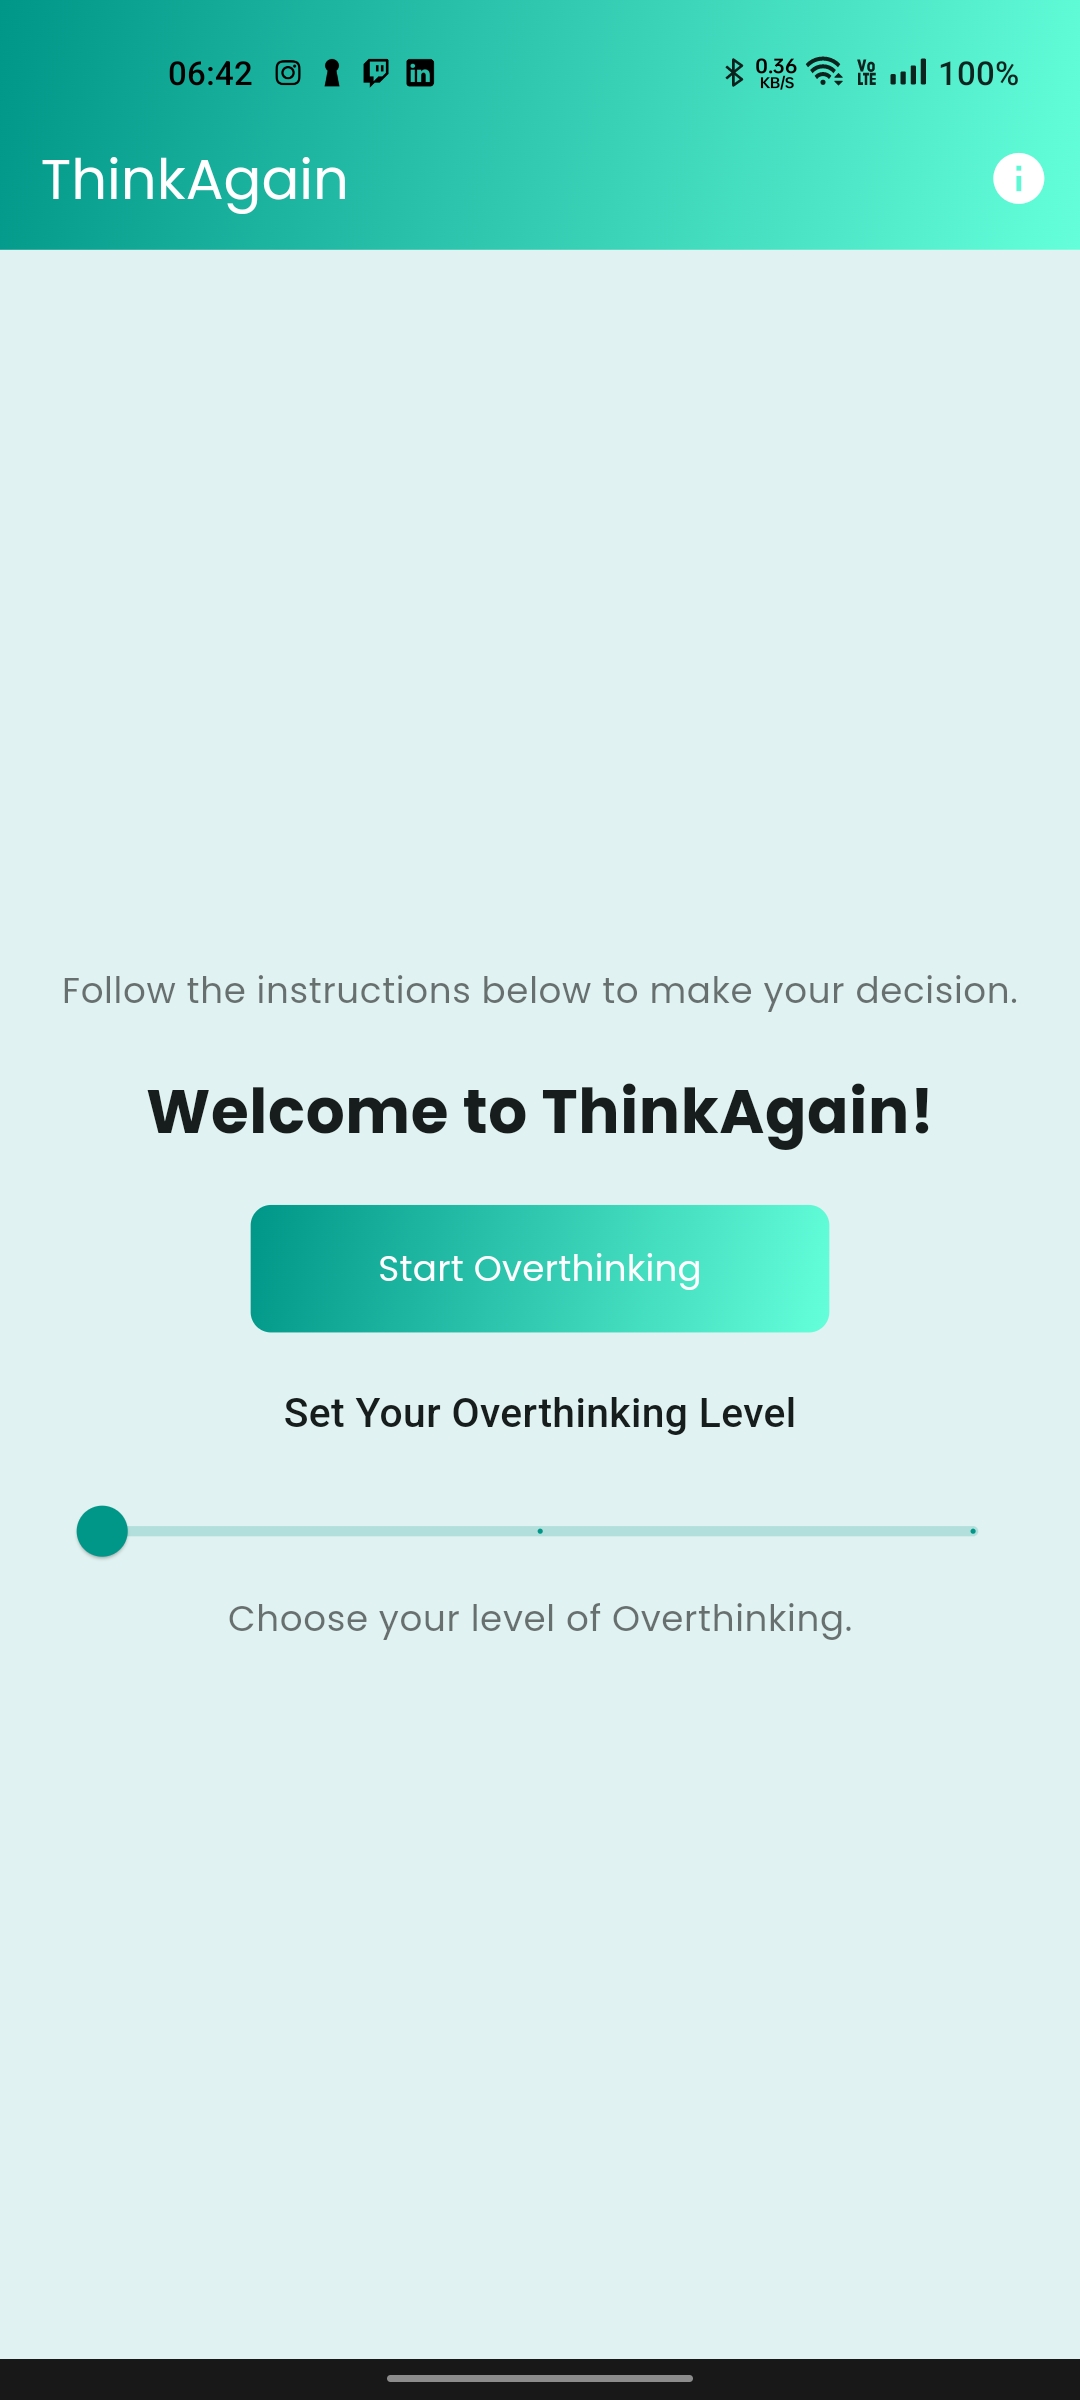 06:42 0.36 KB/S Vo LTE 100%
ThinkAgain
Follow the instructions below to make your decision.
Welcome to ThinkAgain!
Start Overthinking
Set Your Overthinking Level
Choose your level of Overthinking.